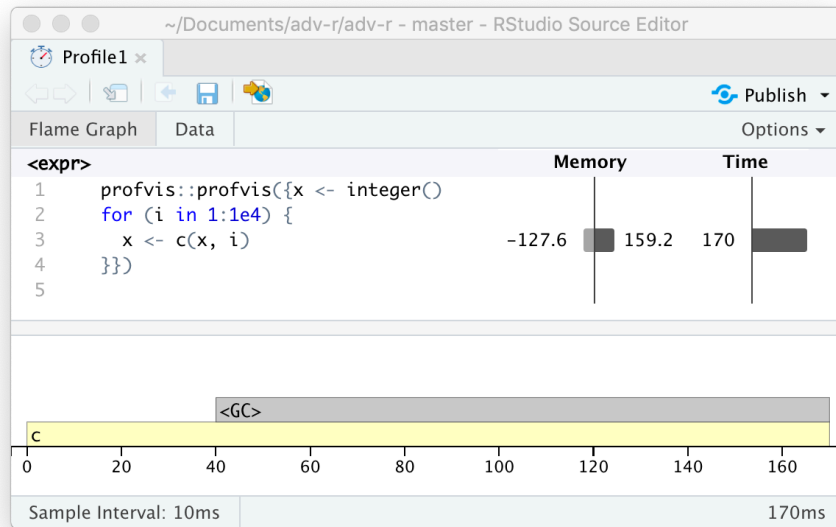 ~/Documents/adv-r/adv-r - master - RStudio Source Editor
Profile1
Publish
Flame Graph Data Options
<expr> Memory Time
1 profvis::profvis({x <- integer()
2 for (i in 1:1e4) {
3 x <- c(x, i) -127.6 159.2 170
4 }})
5
<GC>
c
0 20 40 60 80 100 120 140 160
Sample Interval: 10ms 170ms